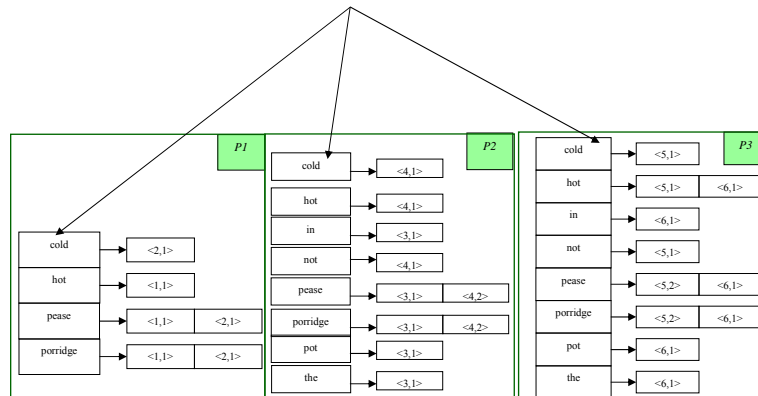 P1
cold <2,1>
hot <1,1>
pease <1,1> <2,1>
porridge <1,1> <2,1>
P2
cold <4,1>
hot <4,1>
in <3,1>
not <4,1>
pease <3,1> <4,2>
porridge <3,1> <4,2>
pot <3,1>
the <3,1>
P3
cold <5,1>
hot <5,1> <6,1>
in <6,1>
not <5,1>
pease <5,2> <6,1>
porridge <5,2> <6,1>
pot <6,1>
the <6,1>